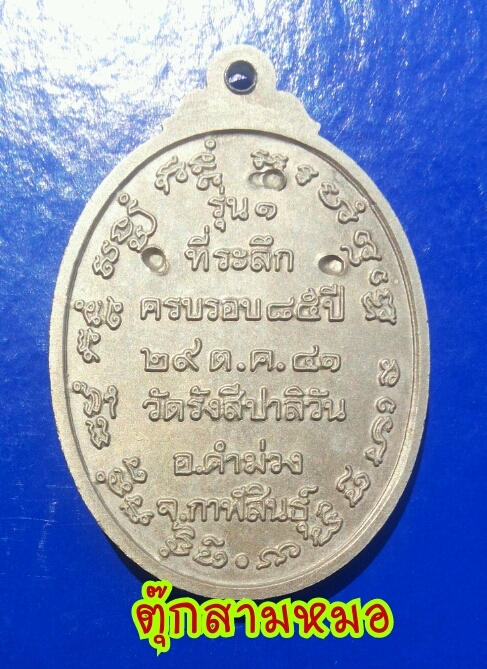 รุ่น ๑
ที่ระลึก
ครบรอบ ๘๕ ปี
๒๙ ต.ค. ๔๑
วัดรังสีปาลิวัน
อ.คำม่วง
จ.กาฬสินธุ์
ตุ๊กสามหมอ